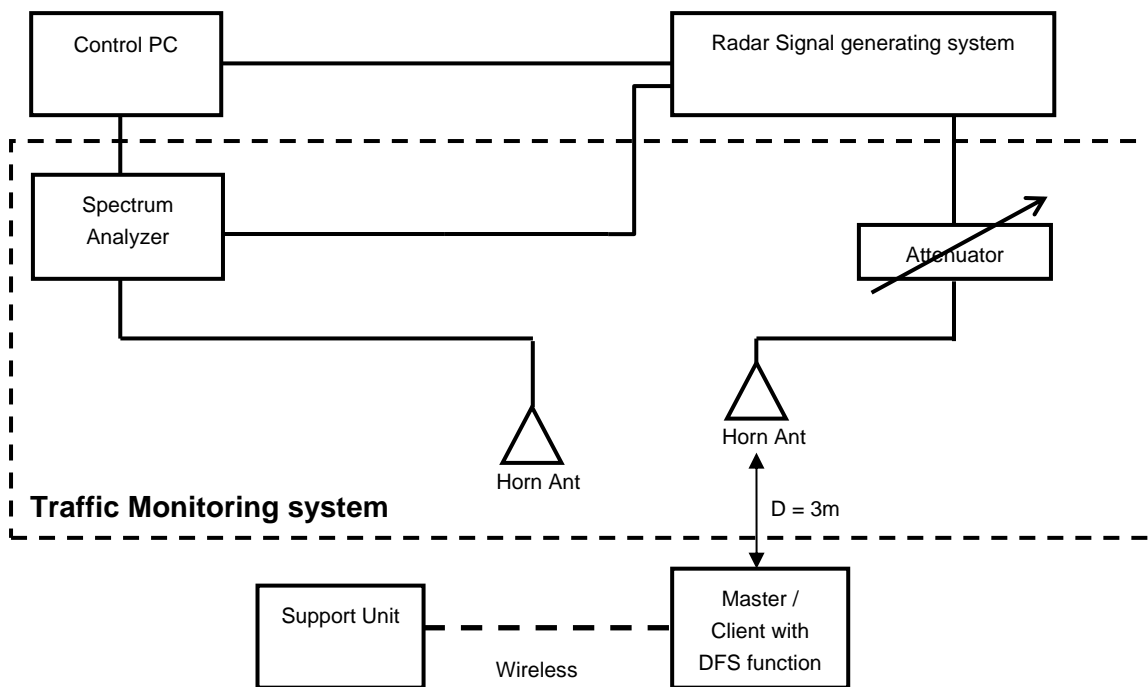 Control PC
Radar Signal generating system
Spectrum
Analyzer
Attenuator
Horn Ant
Horn Ant
Traffic Monitoring system
D = 3m
Support Unit
Wireless
Master /
Client with
DFS function